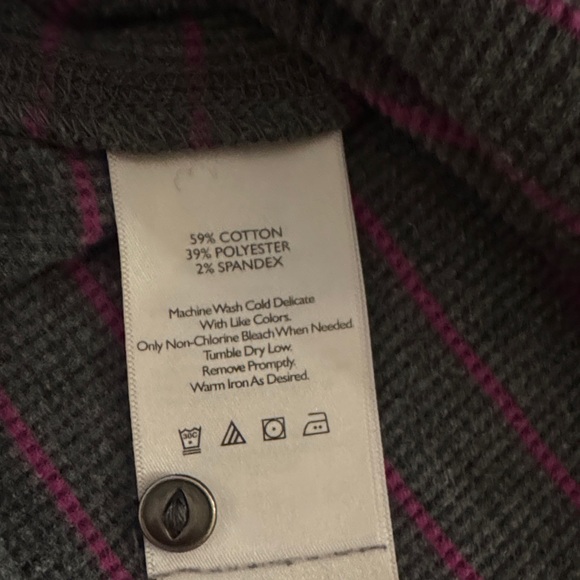 59% COTTON
39% POLYESTER
2% SPANDEX
Machine Wash Cold Delicate
With Like Colors.
Only Non-Chlorine Bleach When Needed
Tumble Dry Low.
Remove Promptly.
Warm Iron As Desired.
30C